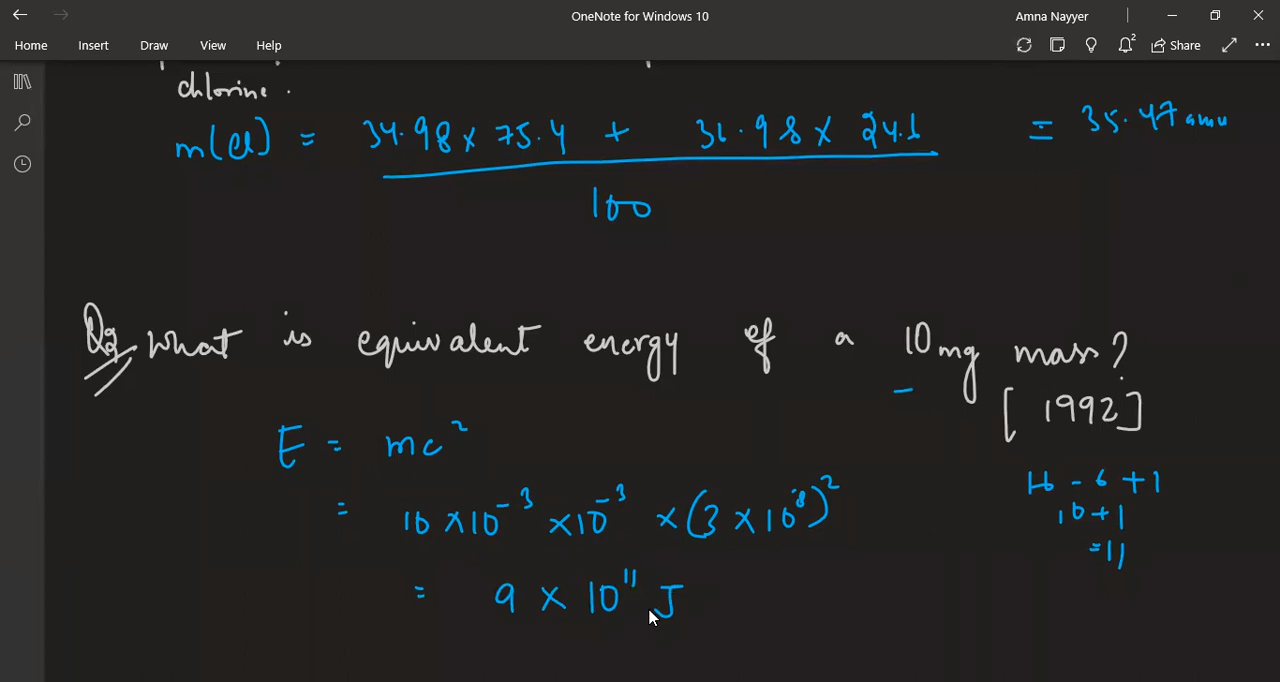 OneNote for Windows 10
Amna Nayyer
Home Insert Draw View Help
2 Share
chlorine.
m(Cl) = 34.98 x 75.4 + 36.98 x 24.6 = 35.47 amu
100
Q3 What is equivalent energy of a 10 mg mass?
[1992]
E = mc²
= 10 x 10⁻³ x 10⁻³ x (3 x 10⁸)²
= 9 x 10¹¹ J
16 - 6 + 1
10 + 1
= 11